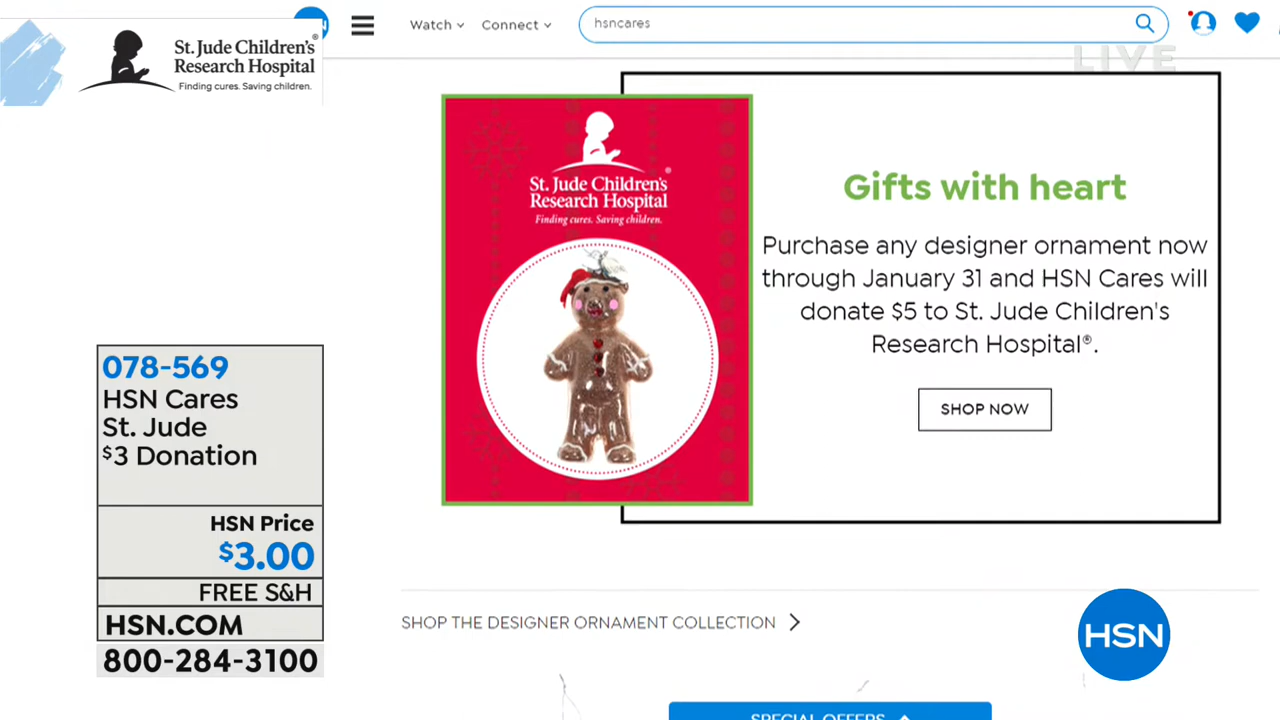 St. Jude Children's®
Research Hospital
Finding cures. Saving children.
Watch
Connect
hsncares
LIVE
St. Jude Children's®
Research Hospital
Finding cures. Saving children.
Gifts with heart
Purchase any designer ornament now
through January 31 and HSN Cares will
donate $5 to St. Jude Children's
Research Hospital®.
SHOP NOW
078-569
HSN Cares
St. Jude
$3 Donation
HSN Price
$3.00
FREE S&H
HSN.COM
800-284-3100
SHOP THE DESIGNER ORNAMENT COLLECTION
HSN
SPECIAL OFFERS